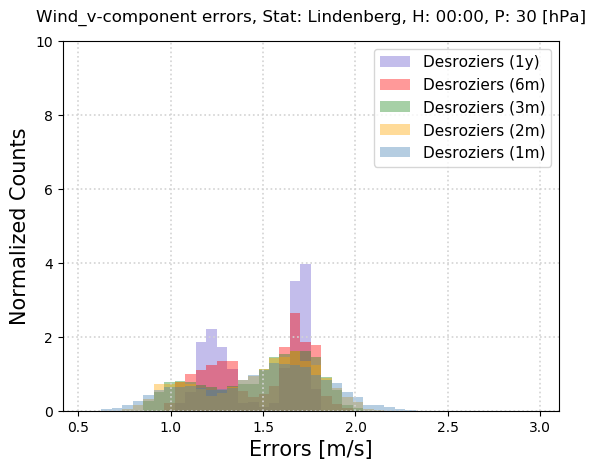 Wind_v-component errors, Stat: Lindenberg, H: 00:00, P: 30 [hPa]
10
8
6
4
2
0
Normalized Counts
Desroziers (1y)
Desroziers (6m)
Desroziers (3m)
Desroziers (2m)
Desroziers (1m)
0.5 1.0 1.5 2.0 2.5 3.0
Errors [m/s]